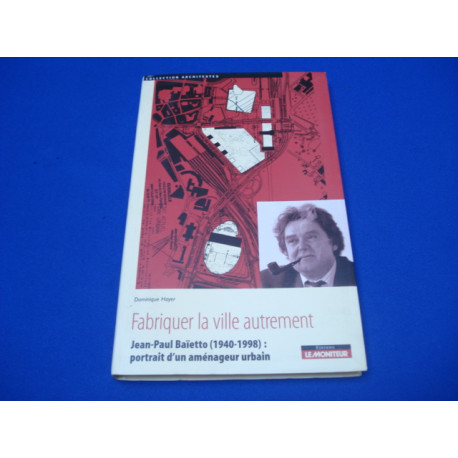 COLLECTION ARCHITEXTES
Dominique Hoyer
Fabriquer la ville autrement
Jean-Paul Baïetto (1940-1998) :
portrait d'un aménageur urbain
EDITIONS
LE MONITEUR